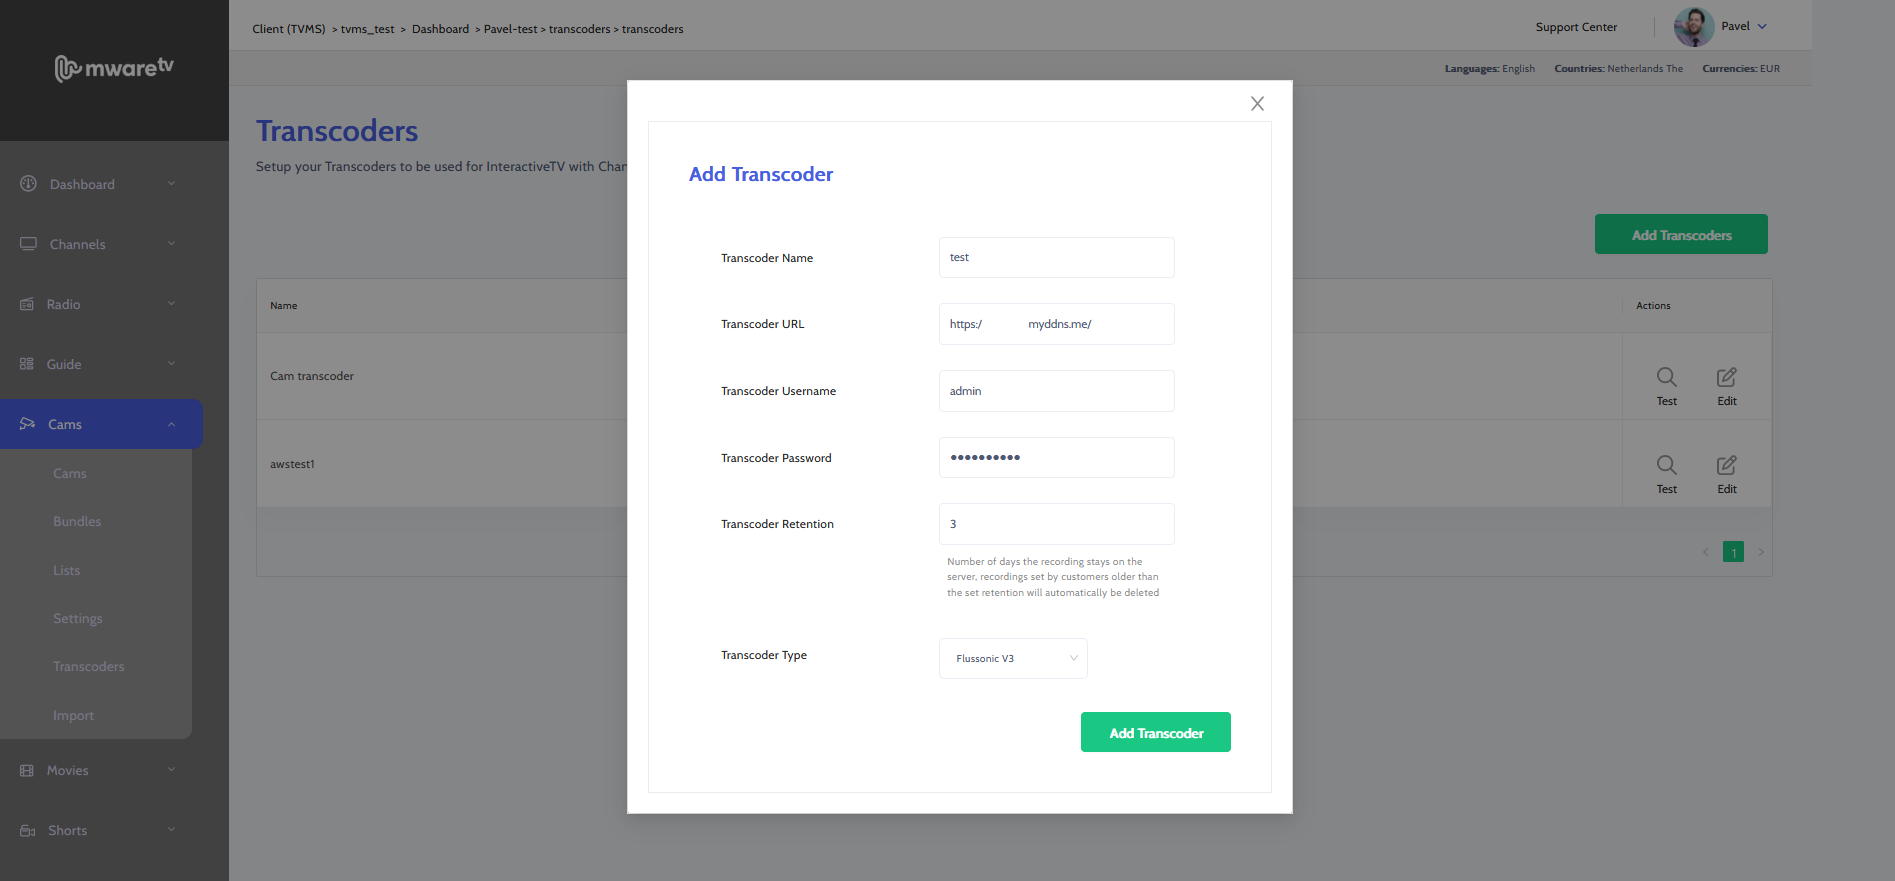 mwaretv
Client (TVMS) > tvms_test > Dashboard > Pavel-test > transcoders > transcoders
Support Center
Pavel
Languages: English Countries: Netherlands The Currencies: EUR
Dashboard
Channels
Radio
Guide
Cams
Cams
Bundles
Lists
Settings
Transcoders
Import
Movies
Shorts
Transcoders
Setup your Transcoders to be used for InteractiveTV with Chan
Add Transcoders
Name
Actions
Cam transcoder
Test
Edit
awstest1
Test
Edit
< 1 >
Add Transcoder
Transcoder Name
test
Transcoder URL
https:/ myddns.me/
Transcoder Username
admin
Transcoder Password
••••••••••
Transcoder Retention
3
Number of days the recording stays on the
server, recordings set by customers older than
the set retention will automatically be deleted
Transcoder Type
Flussonic V3
Add Transcoder